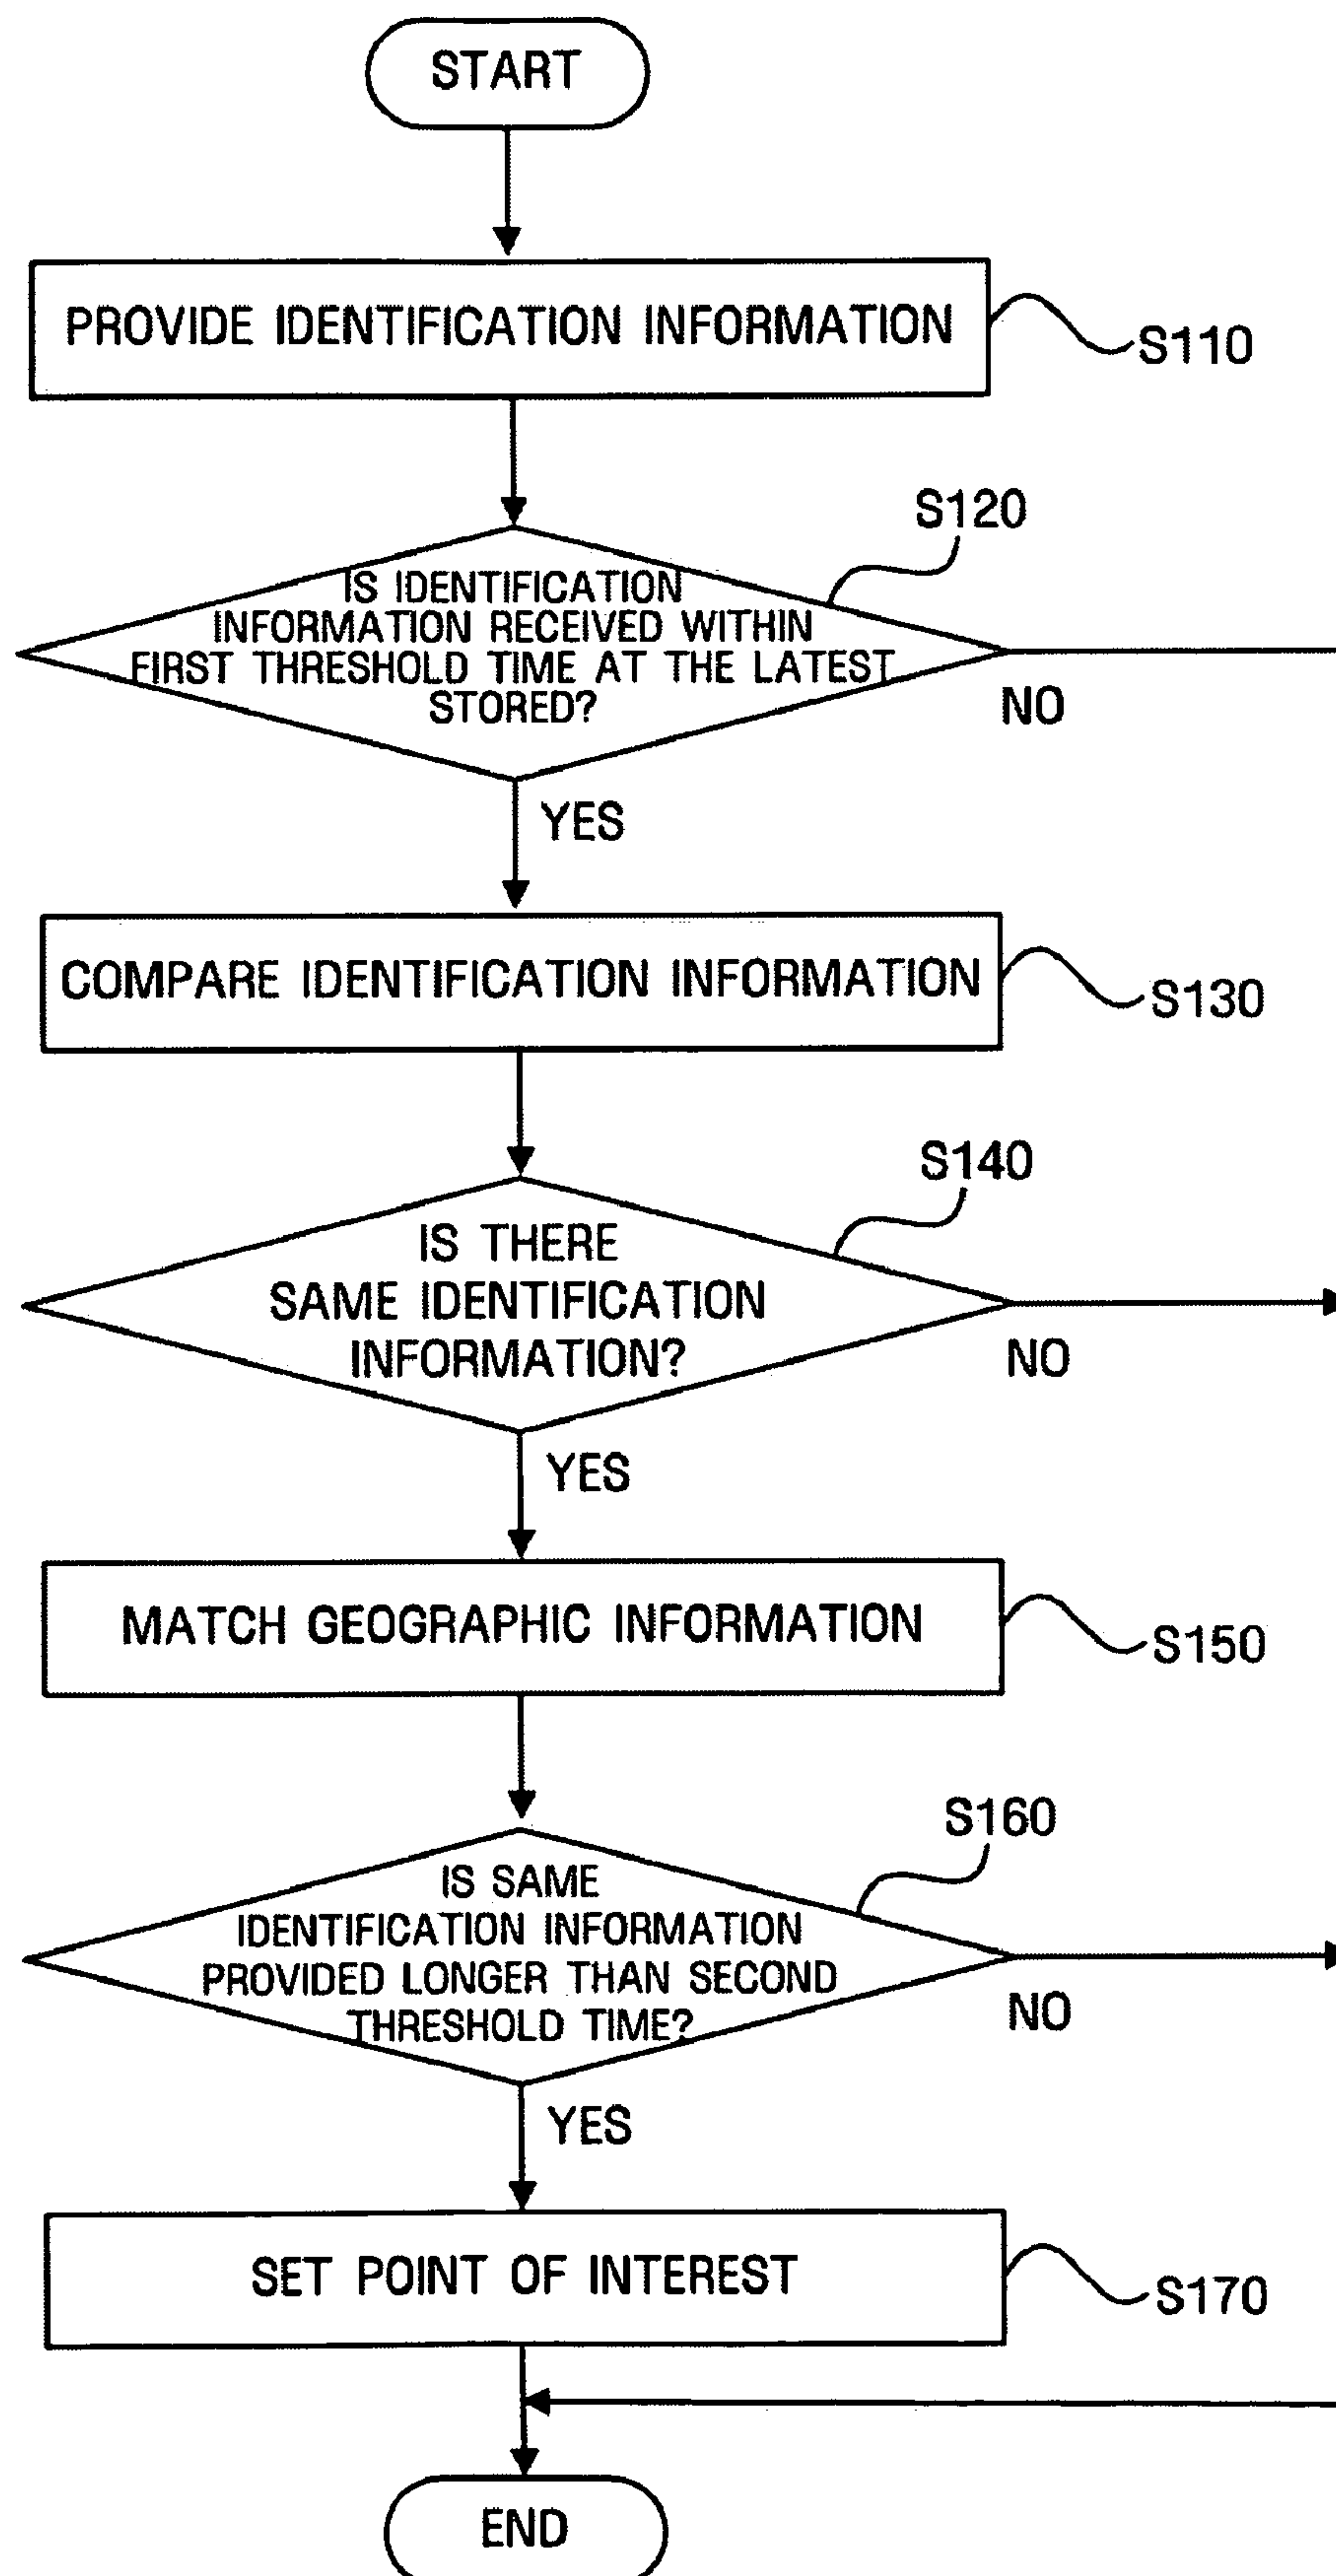 START
PROVIDE IDENTIFICATION INFORMATION
S110
S120
IS IDENTIFICATION
INFORMATION RECEIVED WITHIN
FIRST THRESHOLD TIME AT THE LATEST
STORED?
NO
YES
COMPARE IDENTIFICATION INFORMATION
S130
S140
IS THERE
SAME IDENTIFICATION
INFORMATION?
NO
YES
MATCH GEOGRAPHIC INFORMATION
S150
S160
IS SAME
IDENTIFICATION INFORMATION
PROVIDED LONGER THAN SECOND
THRESHOLD TIME?
NO
YES
SET POINT OF INTEREST
S170
END